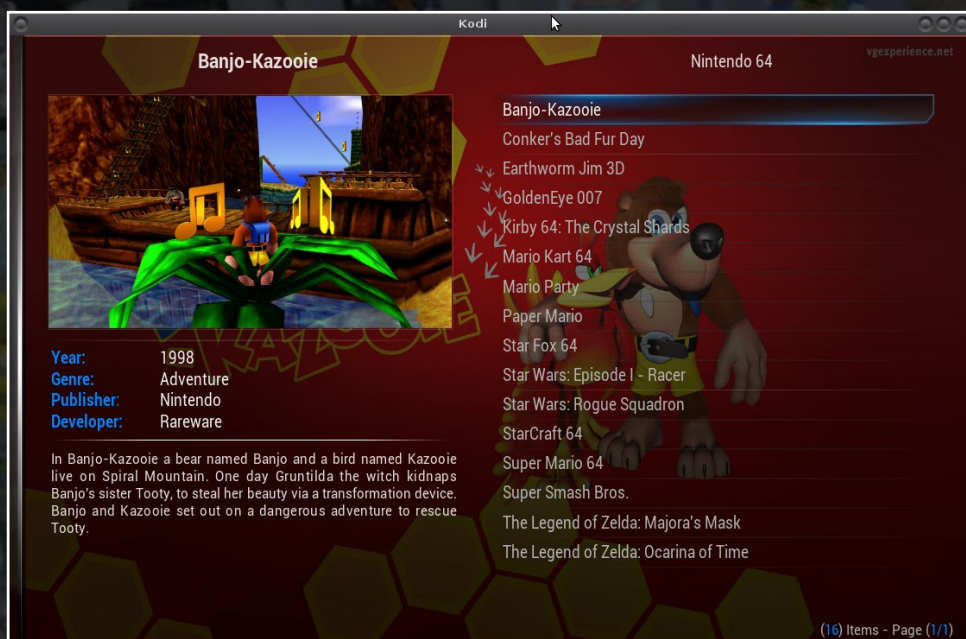 Kodi
vgexperience.net
Banjo-Kazooie
Nintendo 64
Year: 1998
Genre: Adventure
Publisher: Nintendo
Developer: Rareware
In Banjo-Kazooie a bear named Banjo and a bird named Kazooie
live on Spiral Mountain. One day Gruntilda the witch kidnaps
Banjo's sister Tooty, to steal her beauty via a transformation device.
Banjo and Kazooie set out on a dangerous adventure to rescue
Tooty.
Banjo-Kazooie
Conker's Bad Fur Day
Earthworm Jim 3D
GoldenEye 007
Kirby 64: The Crystal Shards
Mario Kart 64
Mario Party
Paper Mario
Star Fox 64
Star Wars: Episode I - Racer
Star Wars: Rogue Squadron
StarCraft 64
Super Mario 64
Super Smash Bros.
The Legend of Zelda: Majora's Mask
The Legend of Zelda: Ocarina of Time
KAZOOIE
(16) Items - Page (1/1)